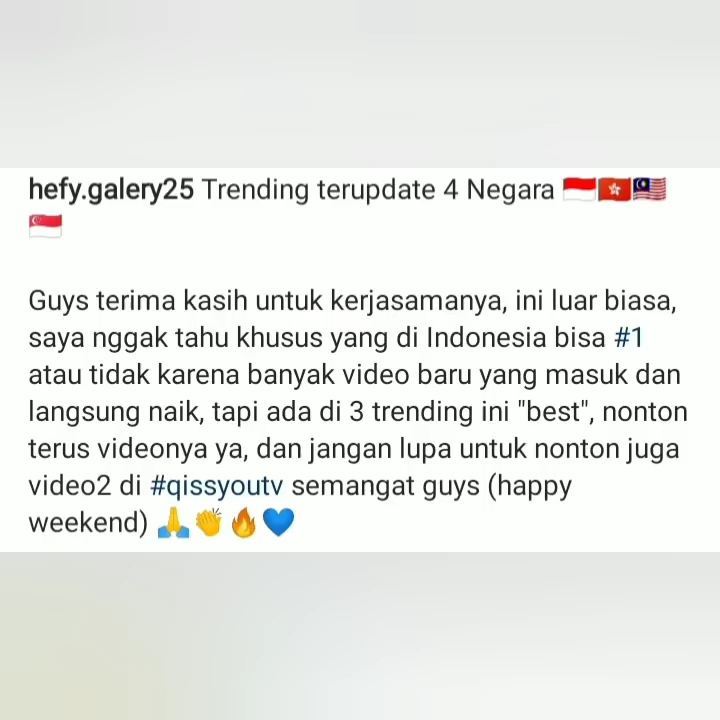 hefy.galery25 Trending terupdate 4 Negara 🇮🇩🇭🇰🇲🇾
🇸🇬
Guys terima kasih untuk kerjasamanya, ini luar biasa,
saya nggak tahu khusus yang di Indonesia bisa #1
atau tidak karena banyak video baru yang masuk dan
langsung naik, tapi ada di 3 trending ini "best", nonton
terus videonya ya, dan jangan lupa untuk nonton juga
video2 di #qissyoutv semangat guys (happy
weekend) 🙏👏🔥💙